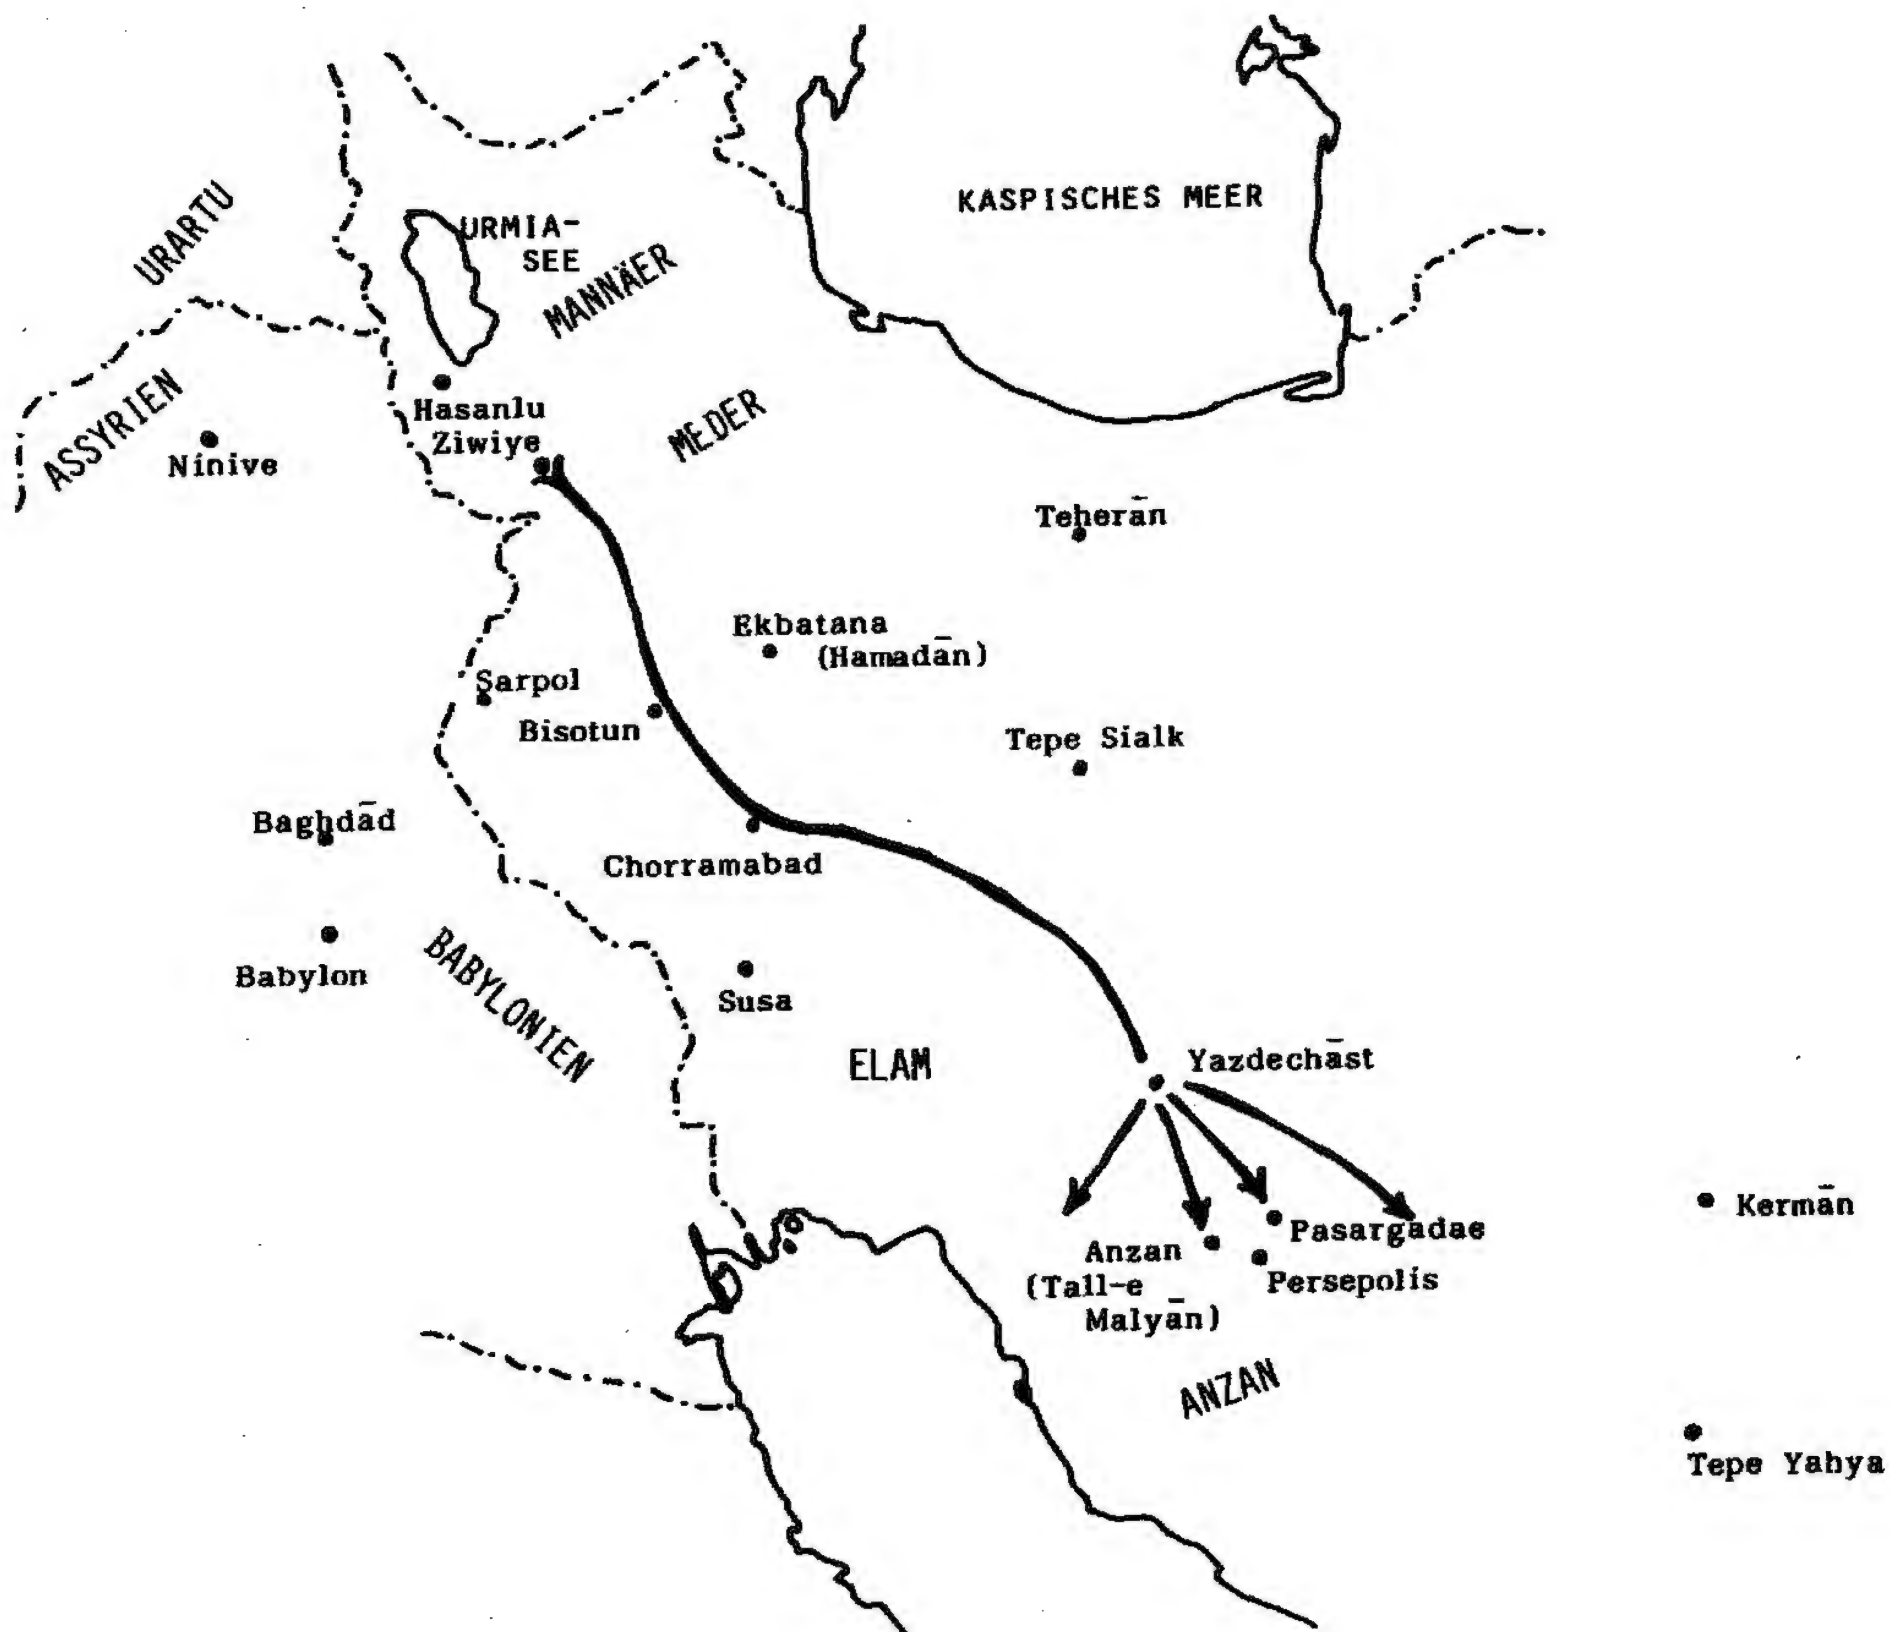 KASPISCHES MEER
URARTU
URMIA-
SEE
MANNÄER
ASSYRIEN
Hasanlu
Ziwiye
MEDER
Ninive
Teherān
Ekbatana
(Hamadān)
Sarpol
Bisotun
Tepe Sialk
Baghdād
Chorramabad
Babylon
BABYLONIEN
Susa
ELAM
Yazdechāst
Kermān
Pasargadae
Anzan
(Tall-e
Malyān)
Persepolis
ANZAN
Tepe Yahya